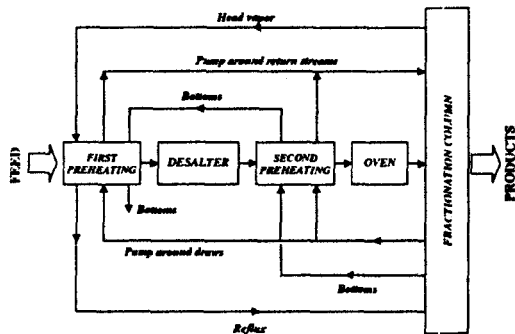 Head vapor
Pump around return streams
Bottoms
FEED
FIRST
PREHEATING
DESALTER
SECOND
PREHEATING
OVEN
FRACTIONATION COLUMN
PRODUCTS
Bottoms
Pump around draws
Bottoms
Reflux